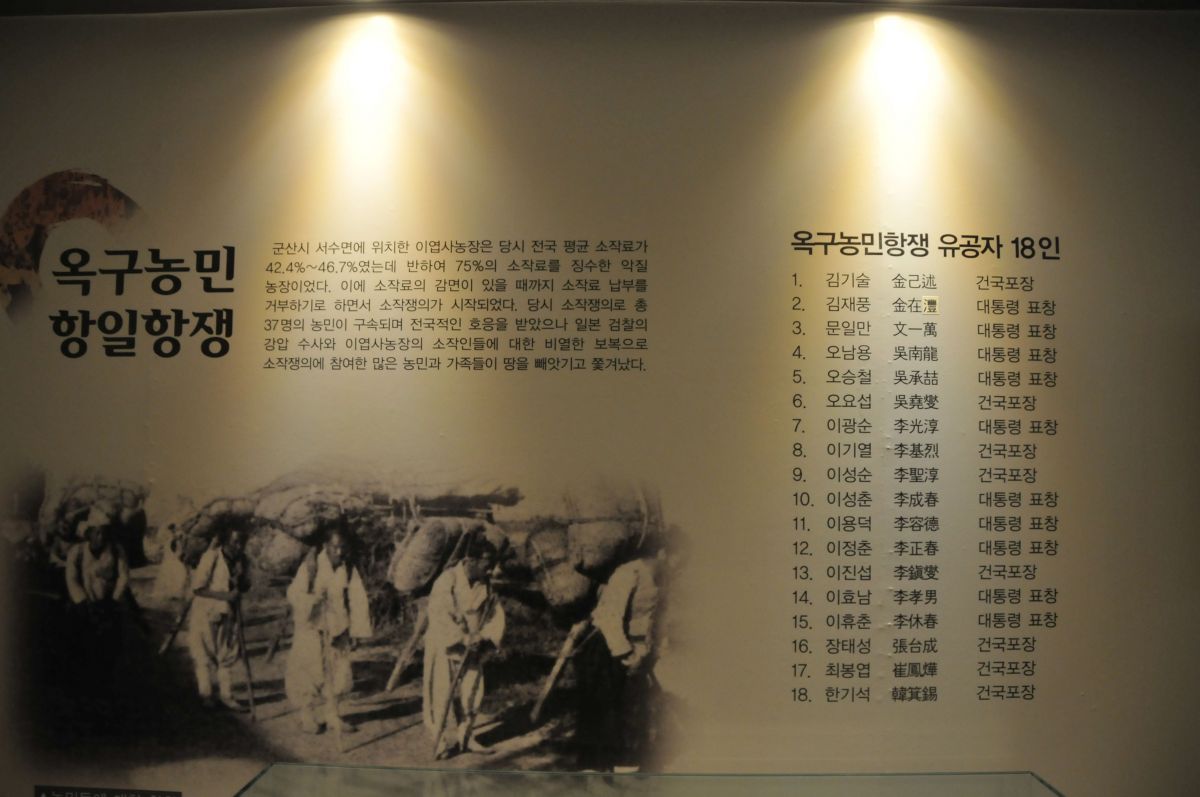 옥구농민
항일항쟁
군산시 서수면에 위치한 이엽사농장은 당시 전국 평균 소작료가
42.4%~46.7%였는데 반하여 75%의 소작료를 징수한 악질
농장이었다. 이에 소작료의 감면이 있을 때까지 소작료 납부를
거부하기로 하면서 소작쟁의가 시작되었다. 당시 소작쟁의로 총
37명의 농민이 구속되며 전국적인 호응을 받았으나 일본 검찰의
강압 수사와 이엽사농장의 소작인들에 대한 비열한 보복으로
소작쟁의에 참여한 많은 농민과 가족들이 땅을 빼앗기고 쫓겨났다.
옥구농민항쟁 유공자 18인
1. 김기술 金己述 건국포장
2. 김재풍 金在灃 대통령 표창
3. 문일만 文一萬 대통령 표창
4. 오남용 吳南龍 대통령 표창
5. 오승철 吳承喆 대통령 표창
6. 오요섭 吳堯燮 건국포장
7. 이광순 李光淳 대통령 표창
8. 이기열 李基烈 건국포장
9. 이성순 李聖淳 건국포장
10. 이성춘 李成春 대통령 표창
11. 이용덕 李容德 대통령 표창
12. 이정춘 李正春 대통령 표창
13. 이진섭 李鎭燮 건국포장
14. 이효남 李孝男 대통령 표창
15. 이휴춘 李休春 대통령 표창
16. 장태성 張台成 건국포장
17. 최봉엽 崔鳳燁 건국포장
18. 한기석 韓箕錫 건국포장